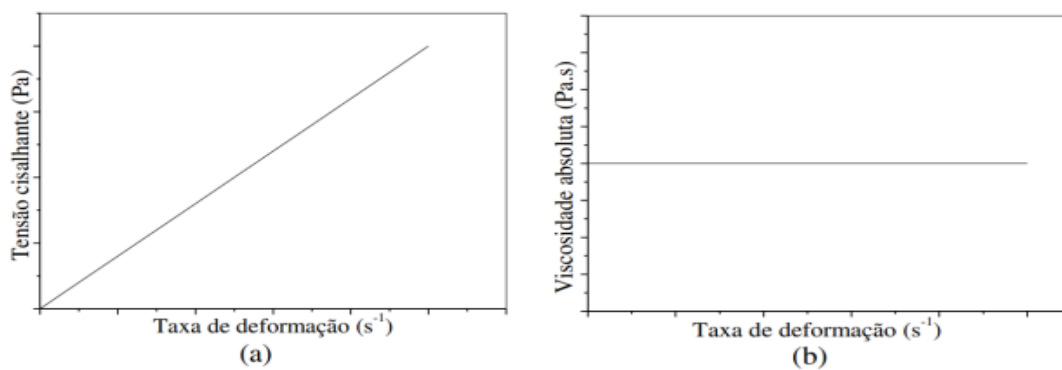 Tensão cisalhante (Pa)
Taxa de deformação (s⁻¹)
(a)
Viscosidade absoluta (Pa.s)
Taxa de deformação (s⁻¹)
(b)